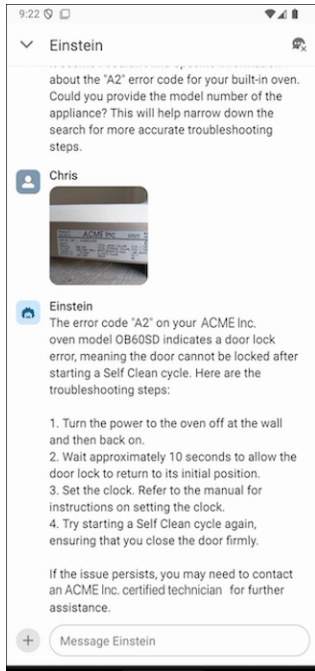 9:22
Einstein
about the "A2" error code for your built-in oven.
Could you provide the model number of the
appliance? This will help narrow down the
search for more accurate troubleshooting
steps.
Chris
ACME Inc
Einstein
The error code "A2" on your ACME Inc.
oven model OB60SD indicates a door lock
error, meaning the door cannot be locked after
starting a Self Clean cycle. Here are the
troubleshooting steps:
1. Turn the power to the oven off at the wall
and then back on.
2. Wait approximately 10 seconds to allow the
door lock to return to its initial position.
3. Set the clock. Refer to the manual for
instructions on setting the clock.
4. Try starting a Self Clean cycle again,
ensuring that you close the door firmly.
If the issue persists, you may need to contact
an ACME Inc. certified technician for further
assistance.
Message Einstein